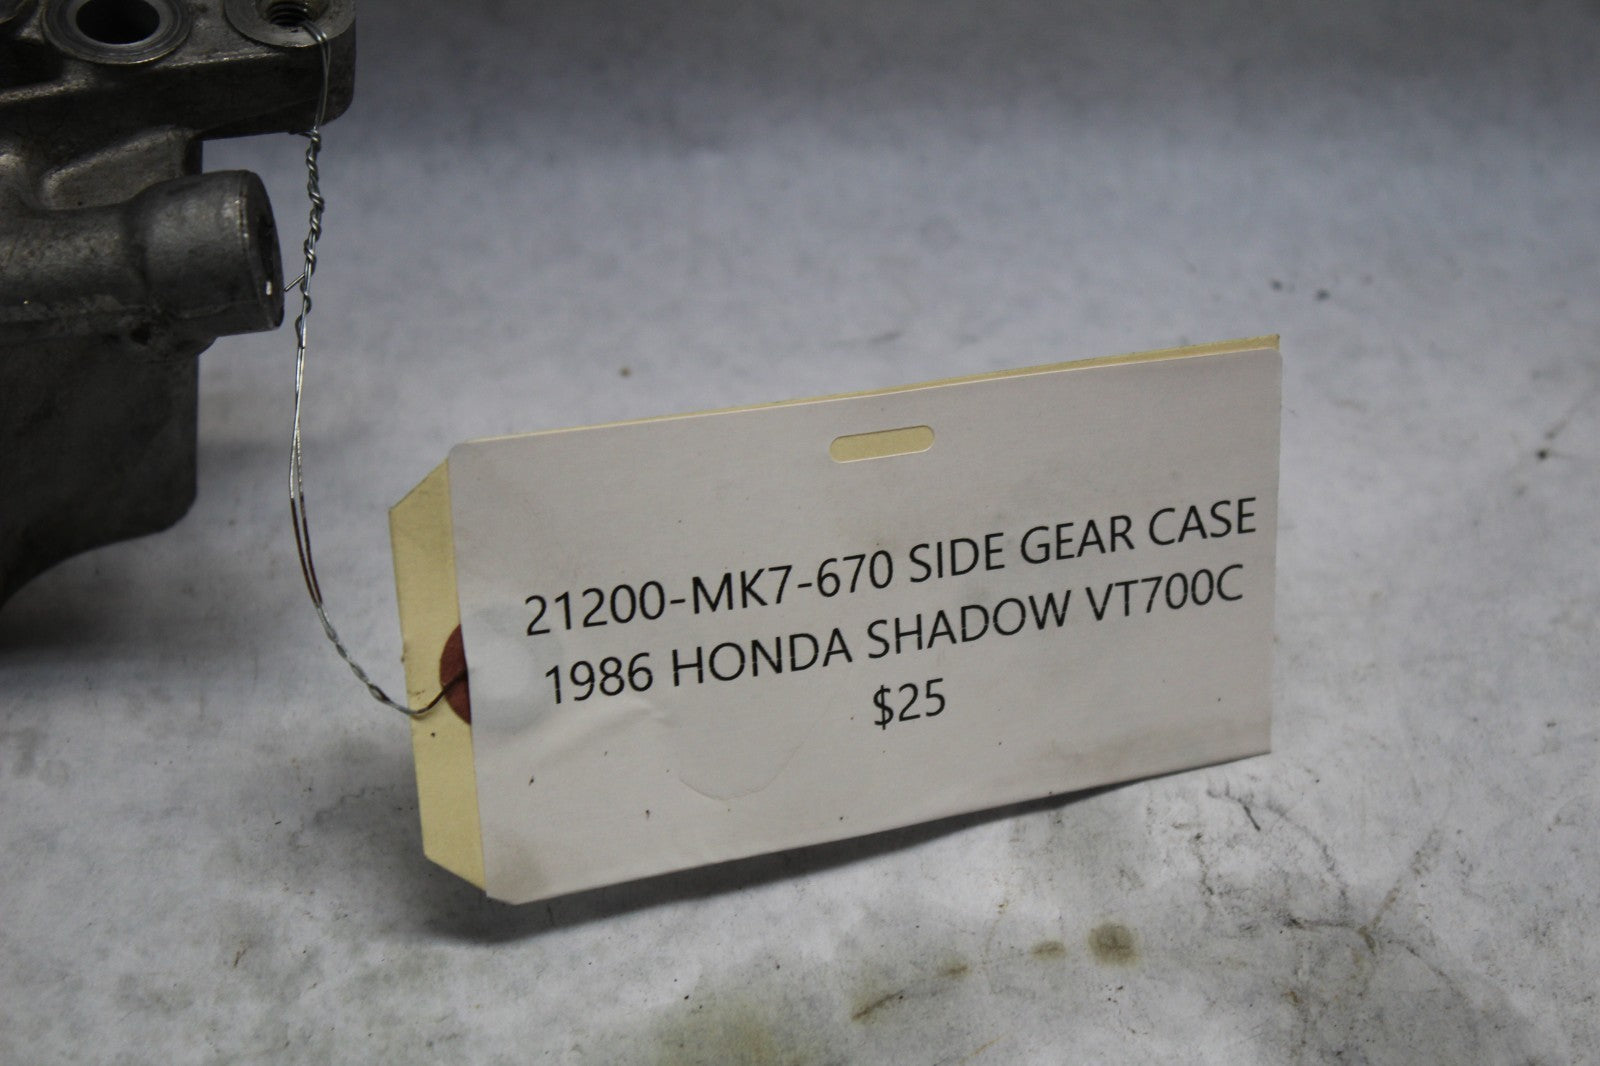 21200-MK7-670 SIDE GEAR CASE
1986 HONDA SHADOW VT700C
$25